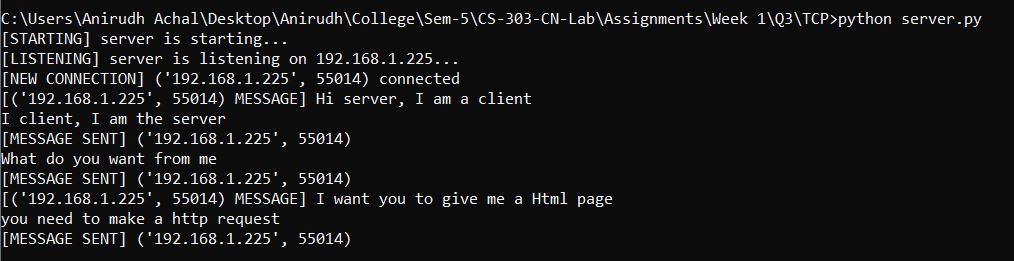 C:\Users\Anirudh Achal\Desktop\Anirudh\College\Sem-5\CS-303-CN-Lab\Assignments\Week 1\Q3\TCP>python server.py
[STARTING] server is starting...
[LISTENING] server is listening on 192.168.1.225...
[NEW CONNECTION] ('192.168.1.225', 55014) connected
[('192.168.1.225', 55014) MESSAGE] Hi server, I am a client
I client, I am the server
[MESSAGE SENT] ('192.168.1.225', 55014)
What do you want from me
[MESSAGE SENT] ('192.168.1.225', 55014)
[('192.168.1.225', 55014) MESSAGE] I want you to give me a Html page
you need to make a http request
[MESSAGE SENT] ('192.168.1.225', 55014)